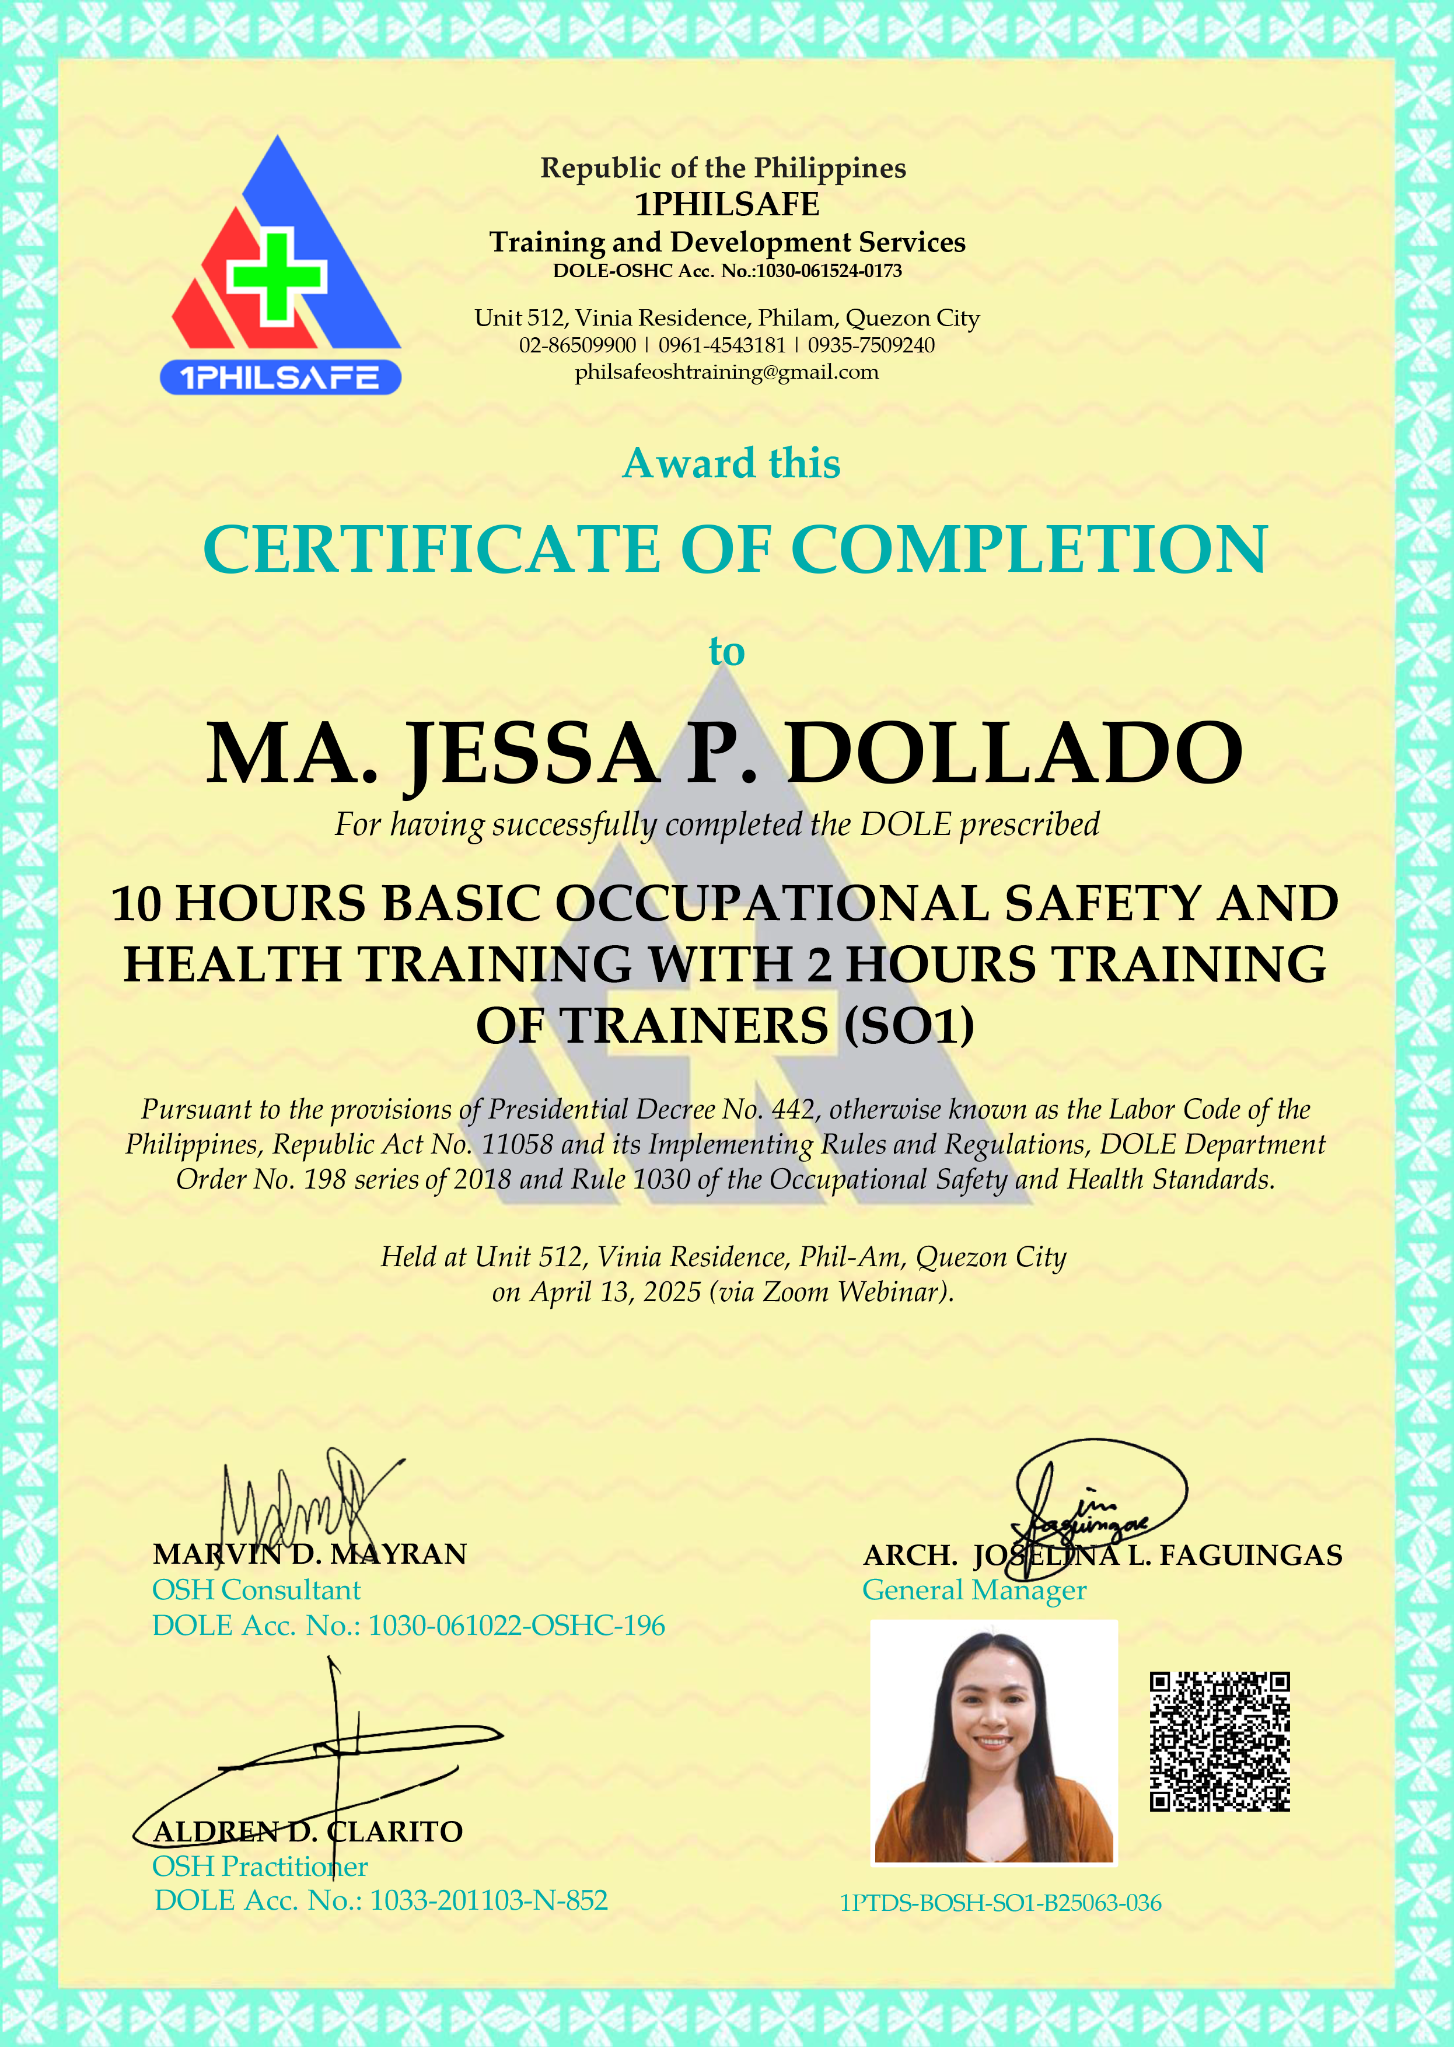 Republic of the Philippines
1PHILSAFE
Training and Development Services
DOLE-OSHC Acc. No.:1030-061524-0173
Unit 512, Vinia Residence, Philam, Quezon City
02-86509900 | 0961-4543181 | 0935-7509240
philsafeoshtraining@gmail.com
1PHILSAFE
Award this
CERTIFICATE OF COMPLETION
to
MA. JESSA P. DOLLADO
For having successfully completed the DOLE prescribed
10 HOURS BASIC OCCUPATIONAL SAFETY AND
HEALTH TRAINING WITH 2 HOURS TRAINING
OF TRAINERS (SO1)
Pursuant to the provisions of Presidential Decree No. 442, otherwise known as the Labor Code of the
Philippines, Republic Act No. 11058 and its Implementing Rules and Regulations, DOLE Department
Order No. 198 series of 2018 and Rule 1030 of the Occupational Safety and Health Standards.
Held at Unit 512, Vinia Residence, Phil-Am, Quezon City
on April 13, 2025 (via Zoom Webinar).
MARVIN D. MAYRAN
OSH Consultant
DOLE Acc. No.: 1030-061022-OSHC-196
ARCH. JOSELINA L. FAGUINGAS
General Manager
ALDREN D. CLARITO
OSH Practitioner
DOLE Acc. No.: 1033-201103-N-852
1PTDS-BOSH-SO1-B25063-036